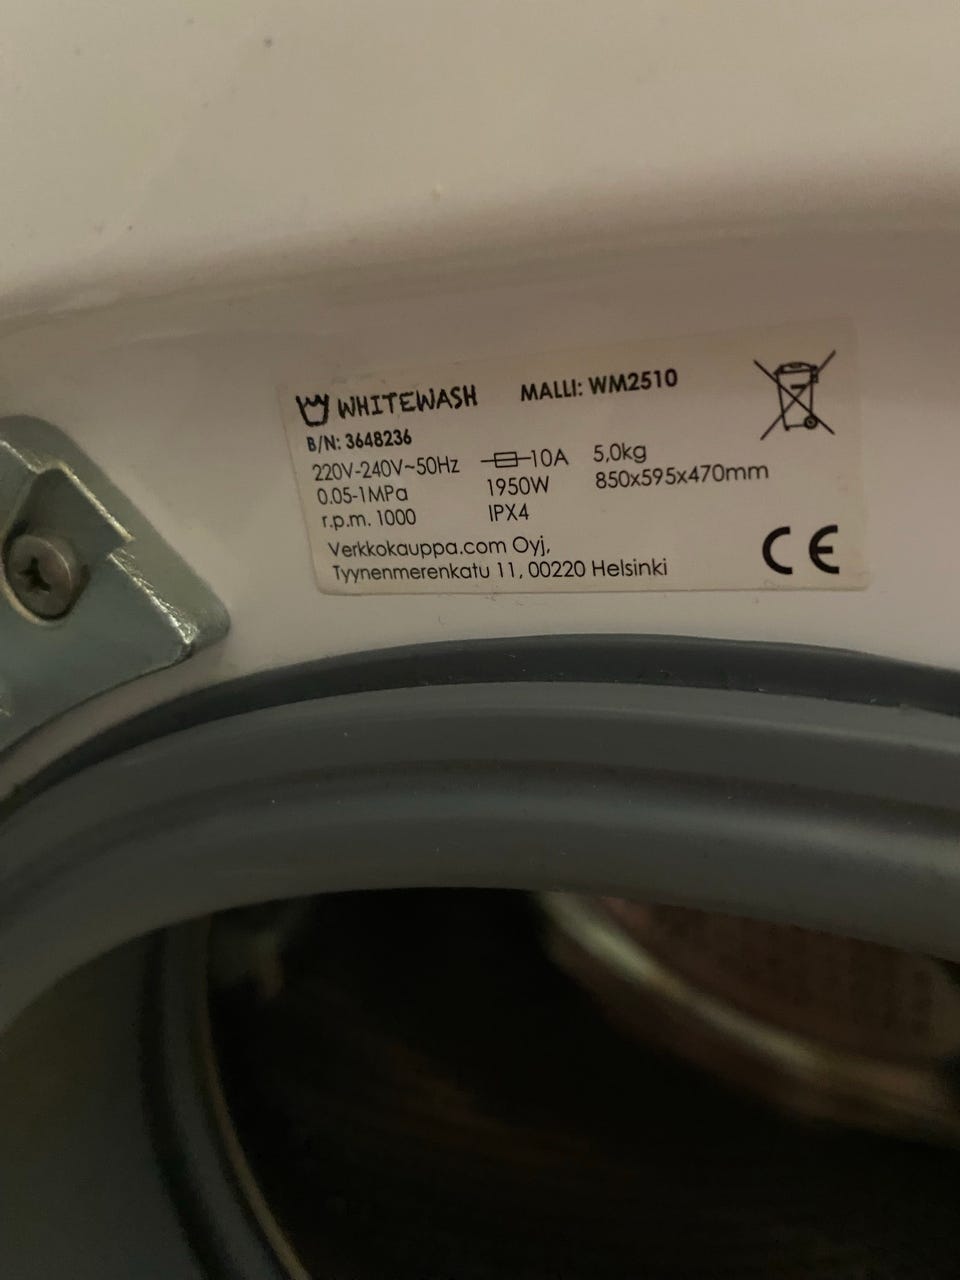 WHITEWASH MALLI: WM2510
B/N: 3648236
220V-240V~50Hz 10A 5,0kg
0.05-1MPa 1950W 850x595x470mm
r.p.m. 1000 IPX4
Verkkokauppa.com Oyj,
Tyynenmerenkatu 11, 00220 Helsinki
CE